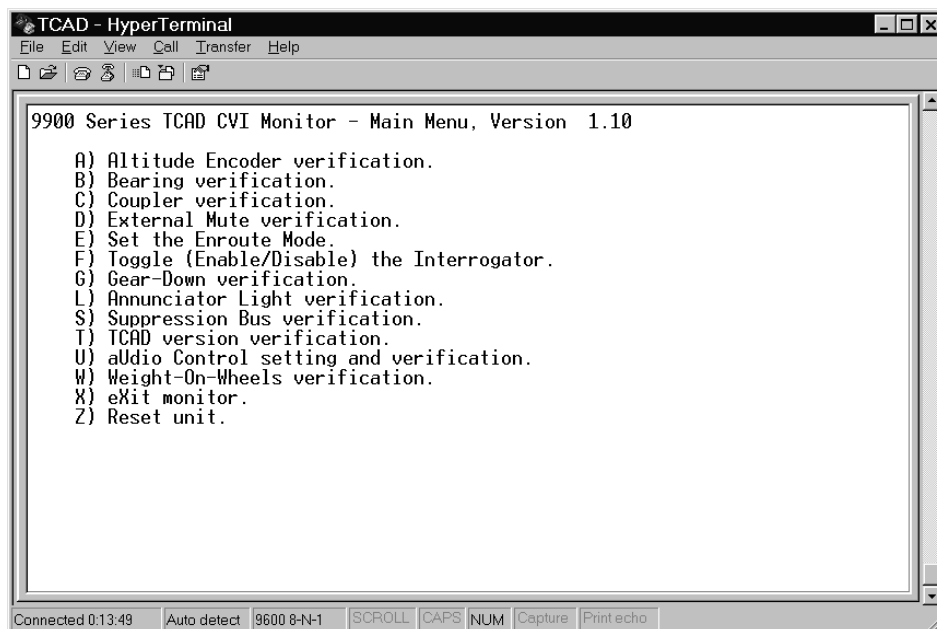 TCAD - HyperTerminal
File Edit View Call Transfer Help
9900 Series TCAD CVI Monitor - Main Menu, Version 1.10
A) Altitude Encoder verification.
B) Bearing verification.
C) Coupler verification.
D) External Mute verification.
E) Set the Enroute Mode.
F) Toggle (Enable/Disable) the Interrogator.
G) Gear-Down verification.
L) Annunciator Light verification.
S) Suppression Bus verification.
T) TCAD version verification.
U) aUdio Control setting and verification.
W) Weight-On-Wheels verification.
X) eXit monitor.
Z) Reset unit.
Connected 0:13:49 Auto detect 9600 8-N-1 SCROLL CAPS NUM Capture Print echo